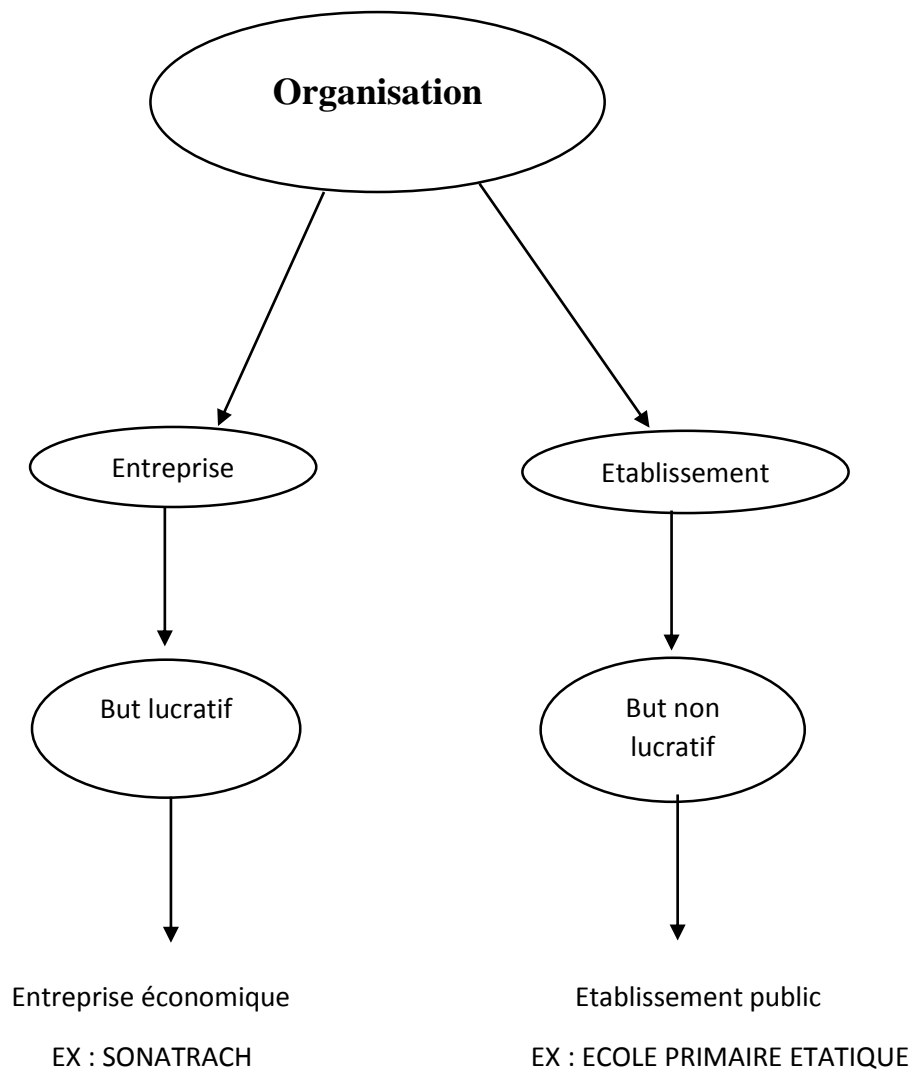 Organisation
Entreprise
Etablissement
But lucratif
But non
lucratif
Entreprise économique
Etablissement public
EX : SONATRACH
EX : ECOLE PRIMAIRE ETATIQUE